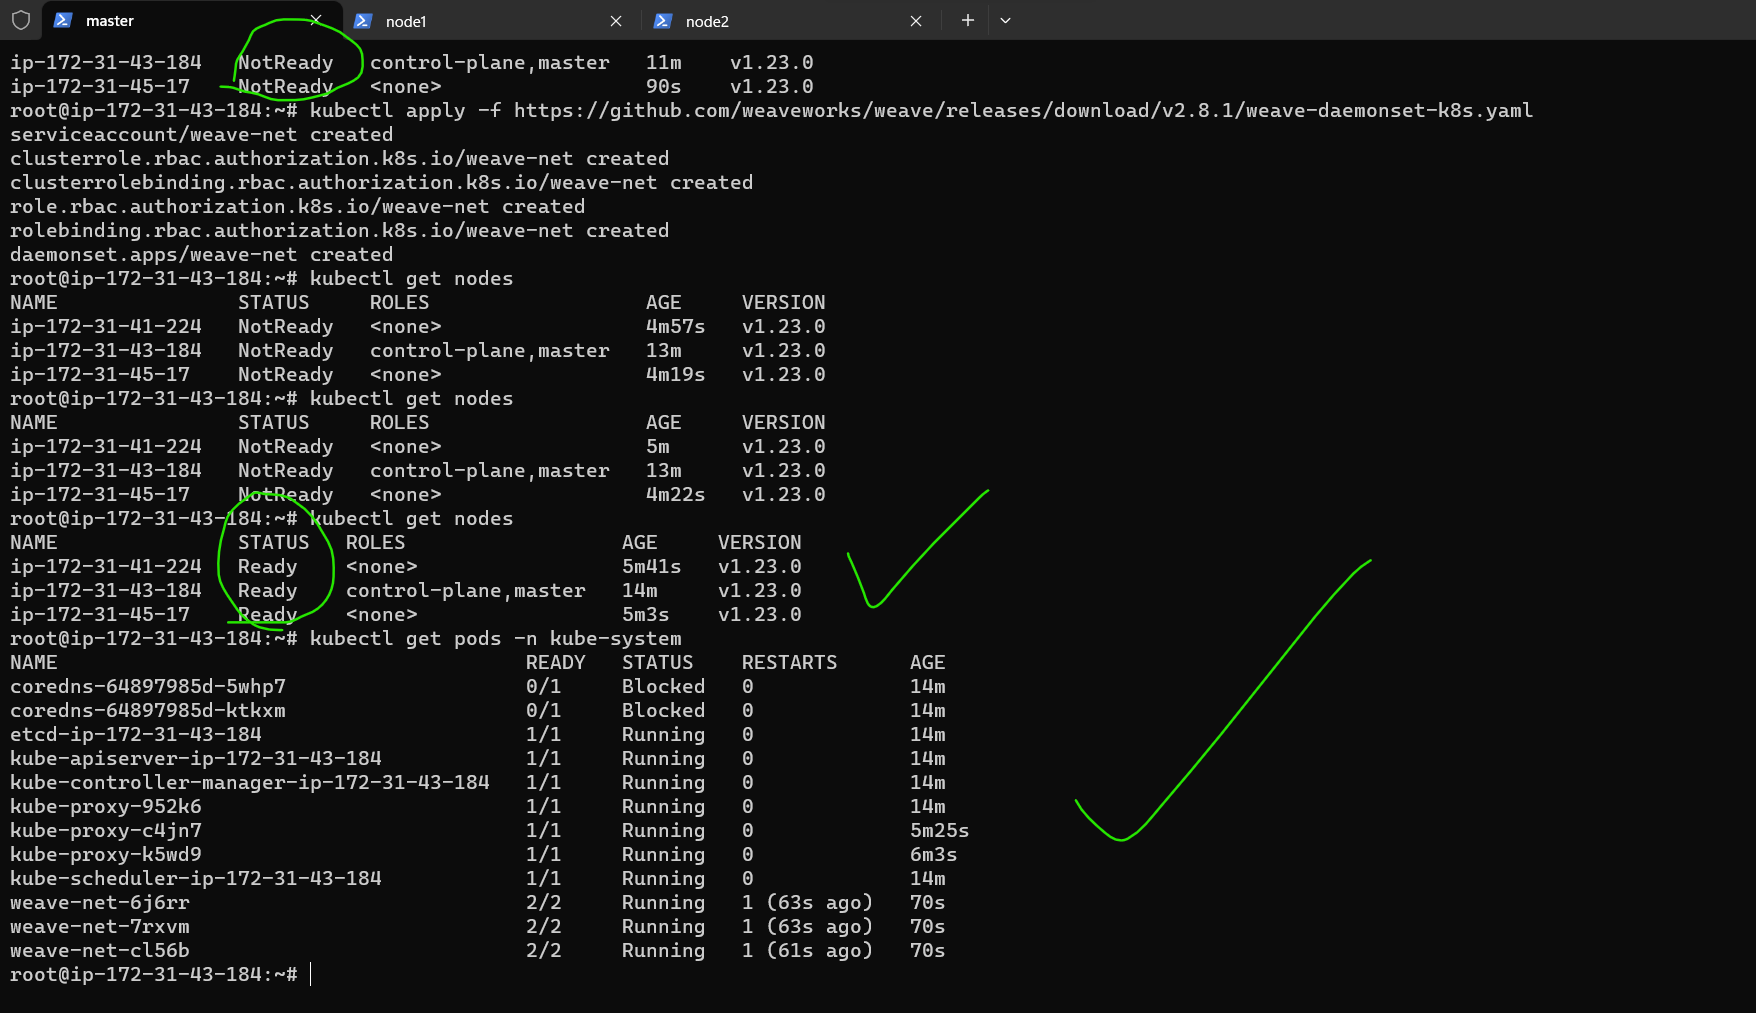 master node1 node2
ip-172-31-43-184 NotReady control-plane,master 11m v1.23.0
ip-172-31-45-17 NotReady <none> 90s v1.23.0
root@ip-172-31-43-184:~# kubectl apply -f https://github.com/weaveworks/weave/releases/download/v2.8.1/weave-daemonset-k8s.yaml
serviceaccount/weave-net created
clusterrole.rbac.authorization.k8s.io/weave-net created
clusterrolebinding.rbac.authorization.k8s.io/weave-net created
role.rbac.authorization.k8s.io/weave-net created
rolebinding.rbac.authorization.k8s.io/weave-net created
daemonset.apps/weave-net created
root@ip-172-31-43-184:~# kubectl get nodes
NAME STATUS ROLES AGE VERSION
ip-172-31-41-224 NotReady <none> 4m57s v1.23.0
ip-172-31-43-184 NotReady control-plane,master 13m v1.23.0
ip-172-31-45-17 NotReady <none> 4m19s v1.23.0
root@ip-172-31-43-184:~# kubectl get nodes
NAME STATUS ROLES AGE VERSION
ip-172-31-41-224 NotReady <none> 5m v1.23.0
ip-172-31-43-184 NotReady control-plane,master 13m v1.23.0
ip-172-31-45-17 NotReady <none> 4m22s v1.23.0
root@ip-172-31-43-184:~# kubectl get nodes
NAME STATUS ROLES AGE VERSION
ip-172-31-41-224 Ready <none> 5m41s v1.23.0
ip-172-31-43-184 Ready control-plane,master 14m v1.23.0
ip-172-31-45-17 Ready <none> 5m3s v1.23.0
root@ip-172-31-43-184:~# kubectl get pods -n kube-system
NAME READY STATUS RESTARTS AGE
coredns-64897985d-5whp7 0/1 Blocked 0 14m
coredns-64897985d-ktkxm 0/1 Blocked 0 14m
etcd-ip-172-31-43-184 1/1 Running 0 14m
kube-apiserver-ip-172-31-43-184 1/1 Running 0 14m
kube-controller-manager-ip-172-31-43-184 1/1 Running 0 14m
kube-proxy-952k6 1/1 Running 0 14m
kube-proxy-c4jn7 1/1 Running 0 5m25s
kube-proxy-k5wd9 1/1 Running 0 6m3s
kube-scheduler-ip-172-31-43-184 1/1 Running 0 14m
weave-net-6j6rr 2/2 Running 1 (63s ago) 70s
weave-net-7rxvm 2/2 Running 1 (63s ago) 70s
weave-net-cl56b 2/2 Running 1 (61s ago) 70s
root@ip-172-31-43-184:~#